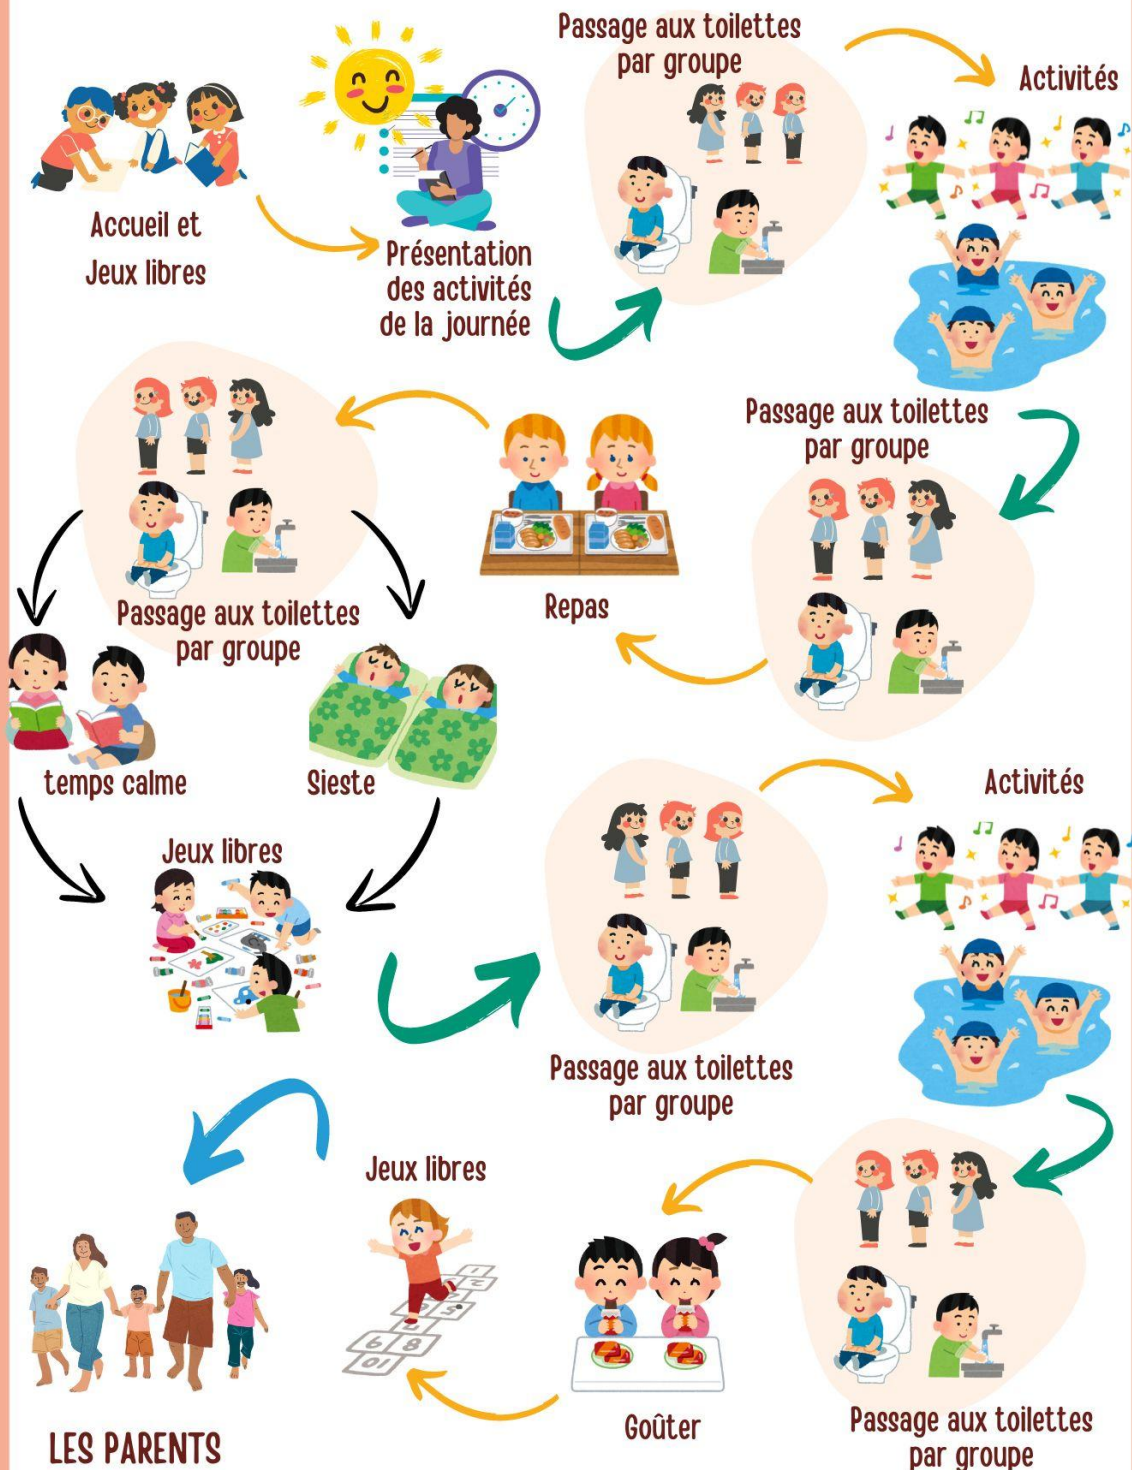 Accueil et
Jeux libres
Présentation
des activités
de la journée
Passage aux toilettes
par groupe
Activités
Passage aux toilettes
par groupe
Repas
Passage aux toilettes
par groupe
temps calme
Sieste
Jeux libres
Passage aux toilettes
par groupe
Activités
Passage aux toilettes
par groupe
Goûter
Jeux libres
LES PARENTS